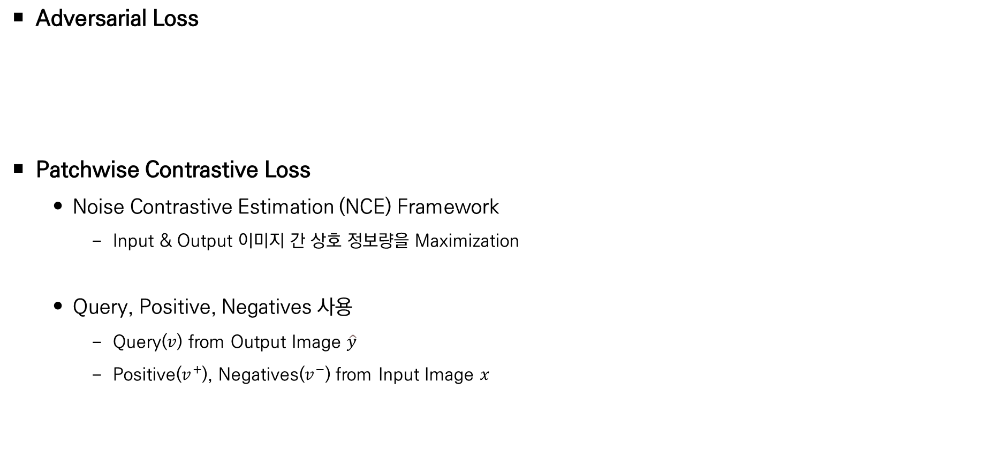 ▪ Adversarial Loss
▪ Patchwise Contrastive Loss
• Noise Contrastive Estimation (NCE) Framework
– Input & Output 이미지 간 상호 정보량을 Maximization
• Query, Positive, Negatives 사용
– Query(𝑣) from Output Image ŷ
– Positive(𝑣⁺), Negatives(𝑣⁻) from Input Image 𝑥